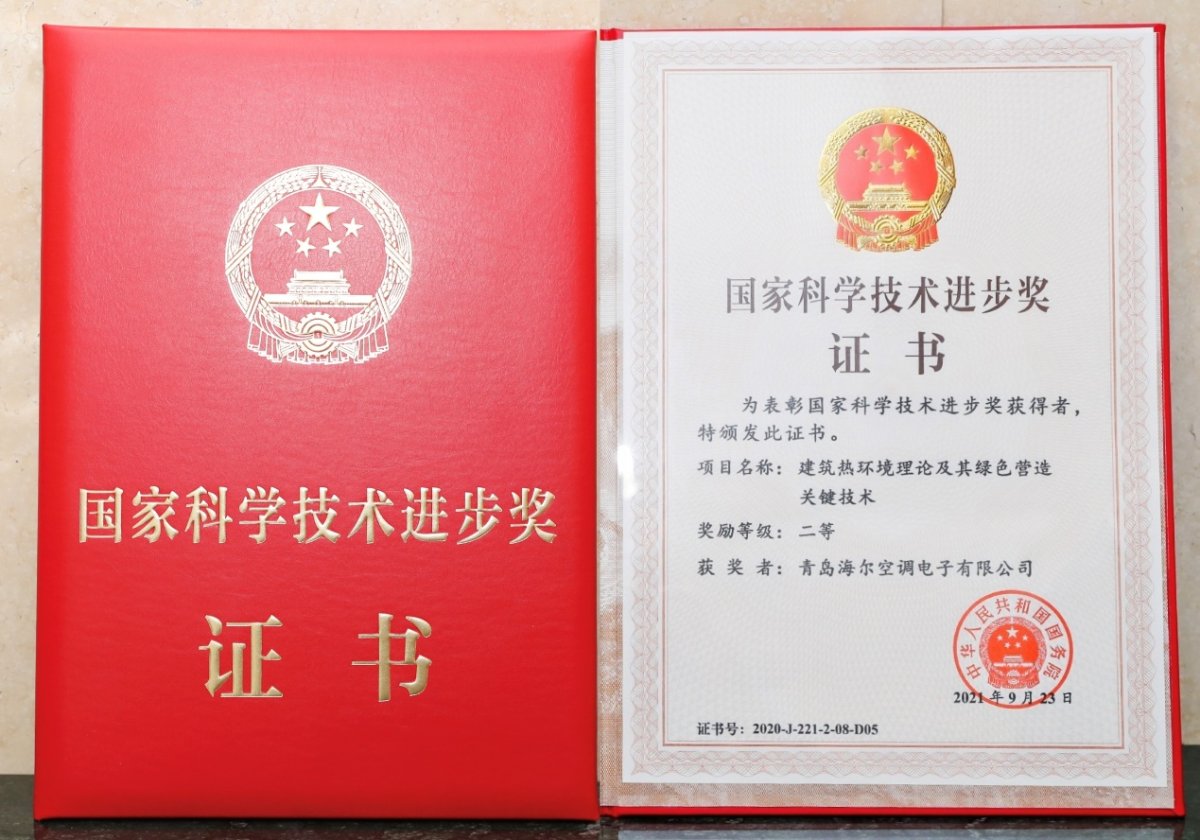 国家科学技术进步奖
证书
国家科学技术进步奖
证书
为表彰国家科学技术进步奖获得者，
特颁发此证书。
项目名称：建筑热环境理论及其绿色营造
关键技术
奖励等级：二等
获奖者：青岛海尔空调电子有限公司
中华人民共和国国务院
2021年9月23日
证书号：2020-J-221-2-08-D05